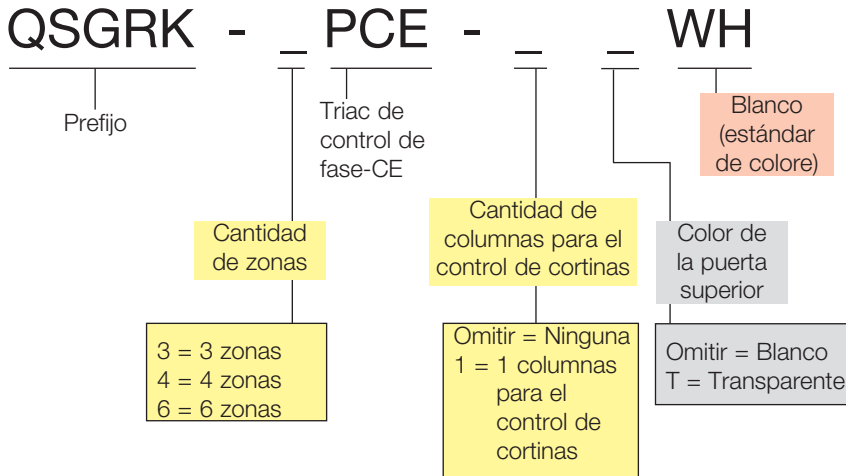 QSGRK - _ PCE - _ _ WH
Prefijo
Triac de
control de
fase-CE
Blanco
(estándar
de colore)
Cantidad
de zonas
Cantidad de
columnas para el
control de cortinas
Color de
la puerta
superior
3 = 3 zonas
4 = 4 zonas
6 = 6 zonas
Omitir = Ninguna
1 = 1 columnas
para el
control de
cortinas
Omitir = Blanco
T = Transparente